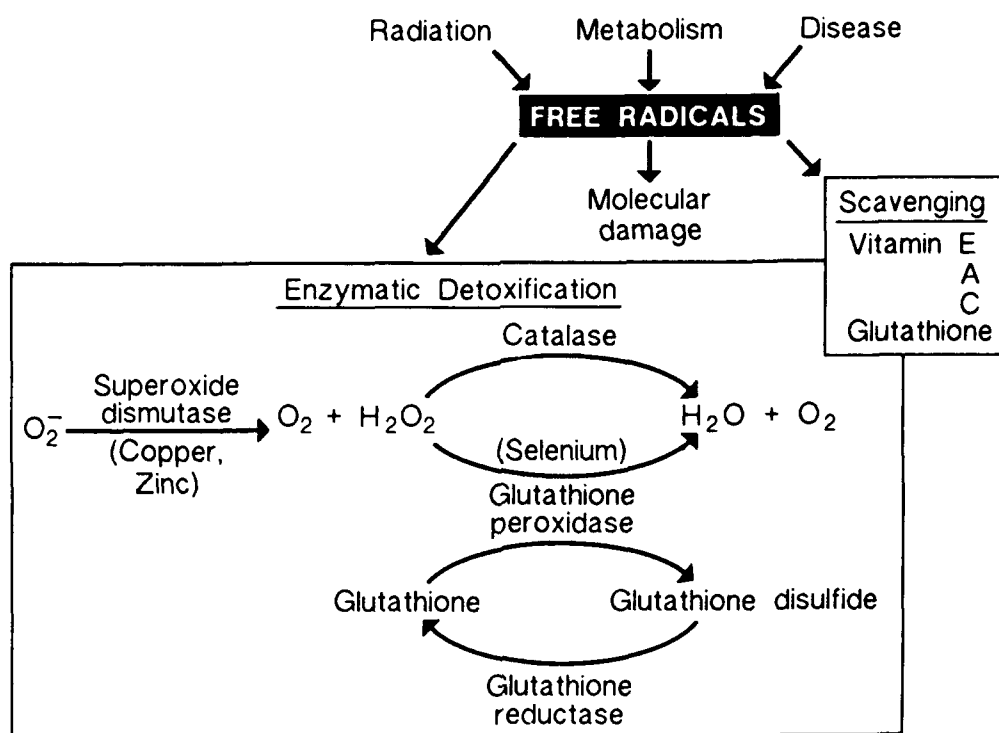 Radiation Metabolism Disease
FREE RADICALS
Molecular
damage
Scavenging
Vitamin E
A
C
Glutathione
Enzymatic Detoxification
Catalase
Superoxide
dismutase
O₂⁻ O₂ + H₂O₂ H₂O + O₂
(Copper,
Zinc)
(Selenium)
Glutathione
peroxidase
Glutathione Glutathione disulfide
Glutathione
reductase